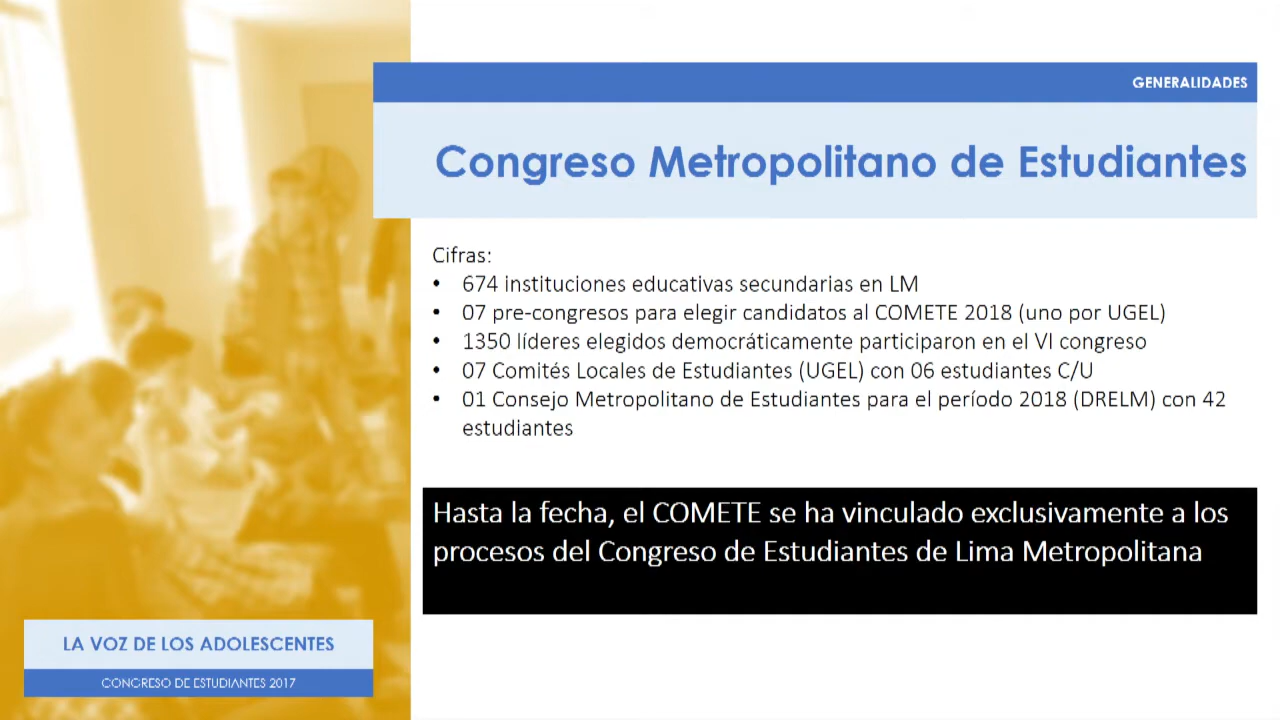 GENERALIDADES
Congreso Metropolitano de Estudiantes
Cifras:
• 674 instituciones educativas secundarias en LM
• 07 pre-congresos para elegir candidatos al COMETE 2018 (uno por UGEL)
• 1350 líderes elegidos democráticamente participaron en el VI congreso
• 07 Comités Locales de Estudiantes (UGEL) con 06 estudiantes C/U
• 01 Consejo Metropolitano de Estudiantes para el período 2018 (DRELM) con 42
estudiantes
Hasta la fecha, el COMETE se ha vinculado exclusivamente a los
procesos del Congreso de Estudiantes de Lima Metropolitana
LA VOZ DE LOS ADOLESCENTES
CONGRESO DE ESTUDIANTES 2017